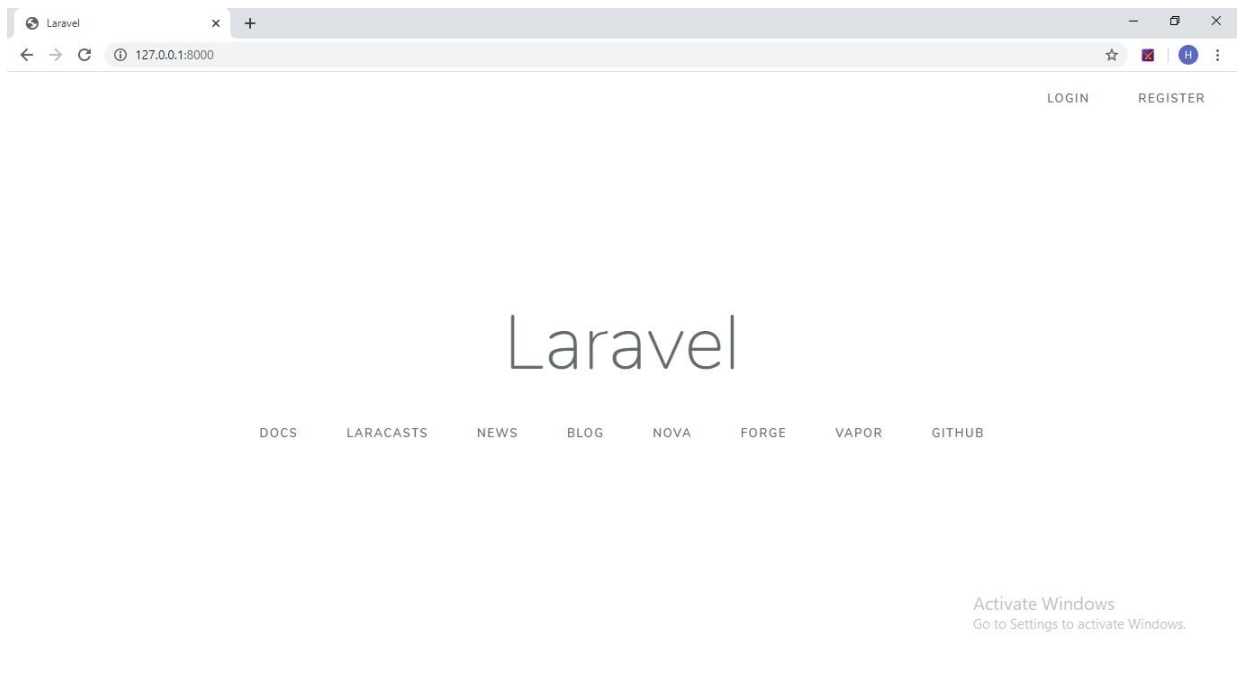 Laravel
127.0.0.1:8000
H
LOGIN REGISTER
Laravel
DOCS LARACASTS NEWS BLOG NOVA FORGE VAPOR GITHUB
Activate Windows
Go to Settings to activate Windows.